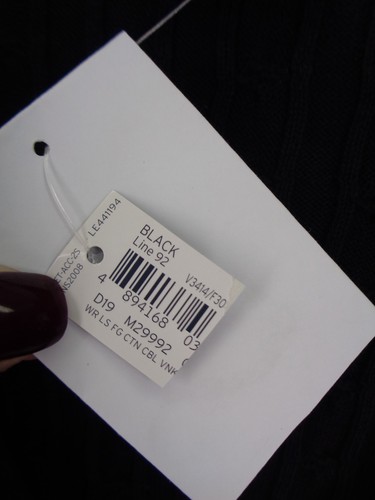 LE441194
BLACK
Line 92
V3414/F30
4 894168 03
D19 M29992
WR LS FG CTN CBL VNK